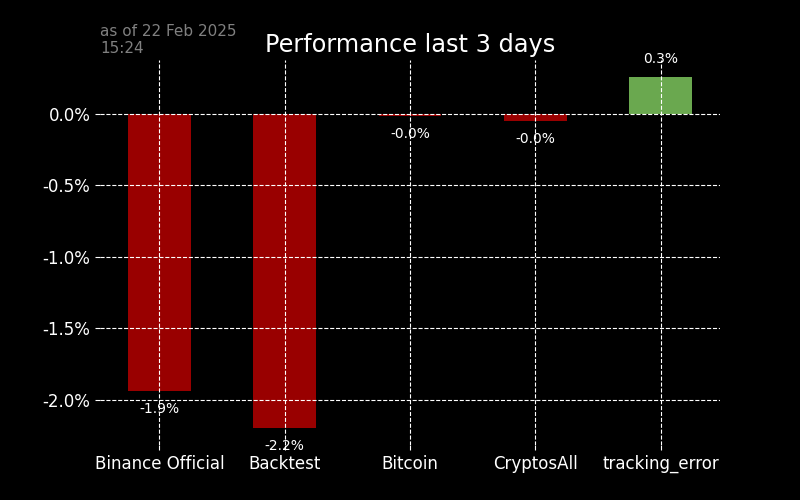 as of 22 Feb 2025
15:24
Performance last 3 days
0.3%
0.0%
-0.0%
-0.0%
-0.5%
-1.0%
-1.5%
-2.0%
-1.9%
-2.2%
Binance Official
Backtest
Bitcoin
CryptosAll
tracking_error